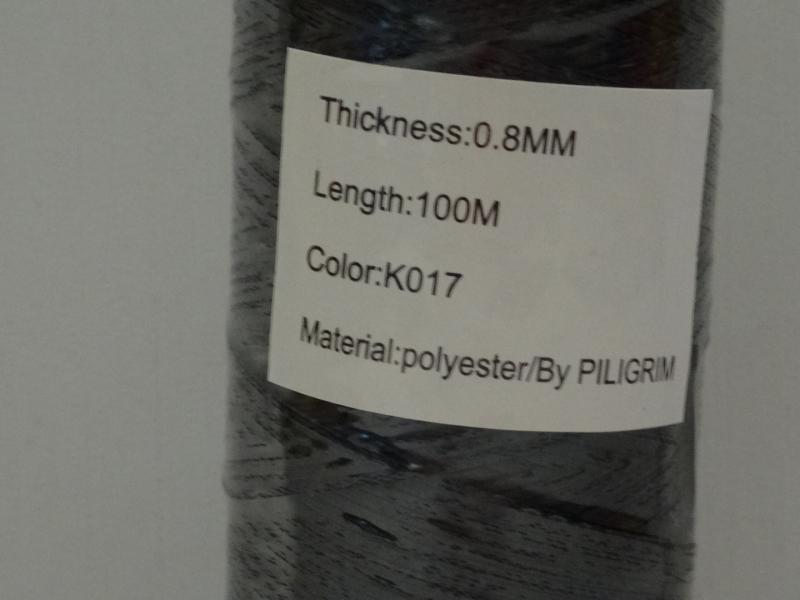 Thickness:0.8MM
Length:100M
Color:K017
Material:polyester/By PILIGRIM